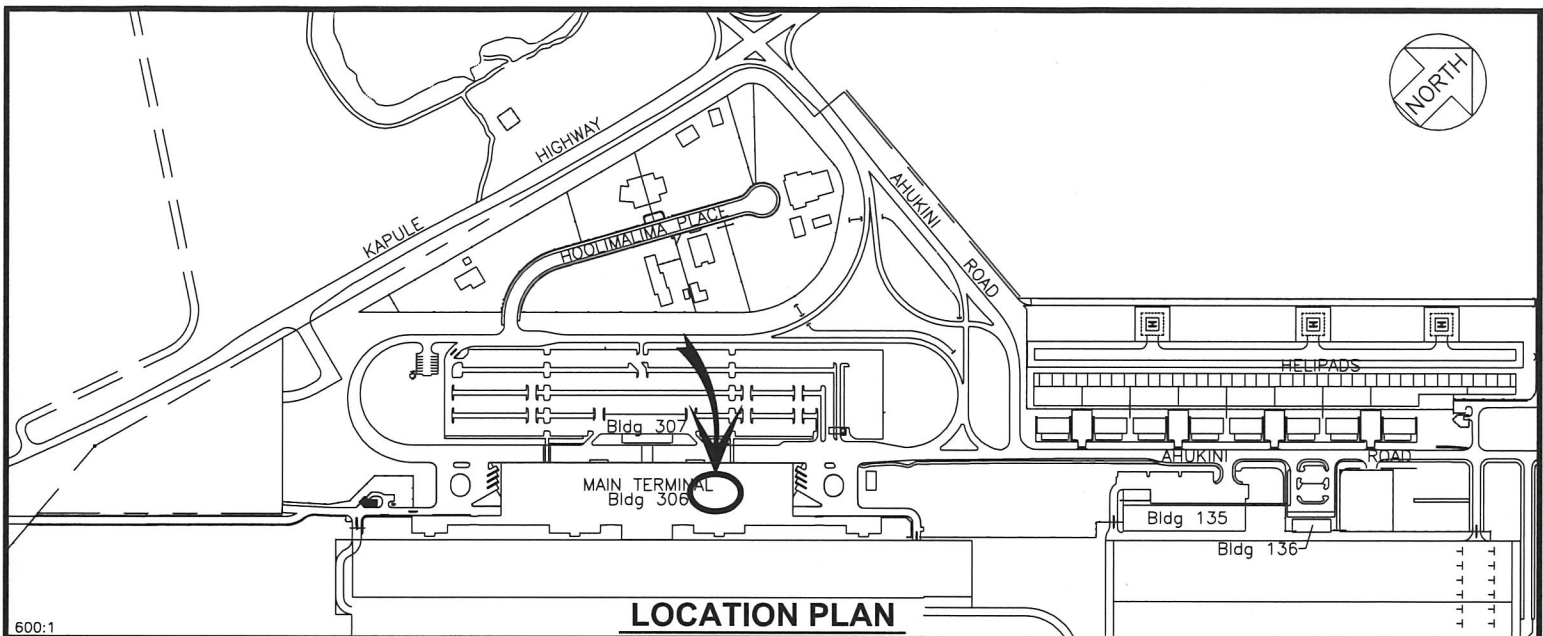 NORTH
KAPULE
HIGHWAY
HOOLIMALIMA PLACE
AHUKINI
ROAD
H
H
H
HELIPADS
Bldg 307
AHUKINI
ROAD
MAIN TERMINAL
Bldg 306
Bldg 135
Bldg 136
LOCATION PLAN
600:1